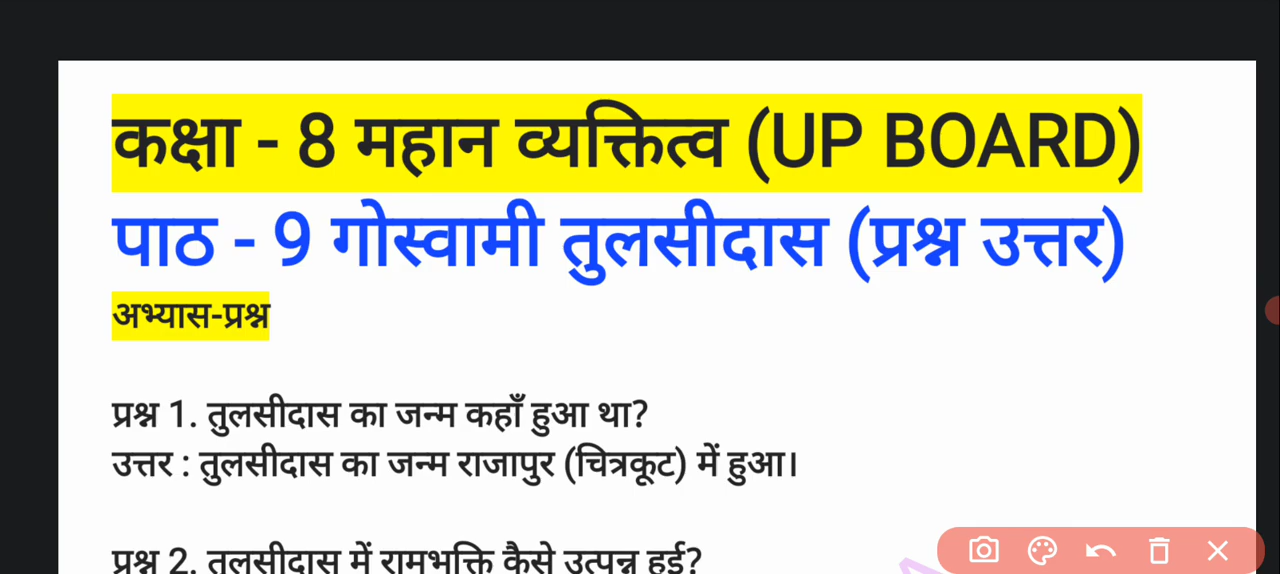 कक्षा - 8 महान व्यक्तित्व (UP BOARD)
पाठ - 9 गोस्वामी तुलसीदास (प्रश्न उत्तर)
अभ्यास-प्रश्न
प्रश्न 1. तुलसीदास का जन्म कहाँ हुआ था?
उत्तर : तुलसीदास का जन्म राजापुर (चित्रकूट) में हुआ।
प्रश्न 2. तुलसीदास में रामभक्ति कैसे उत्पन्न हुई?